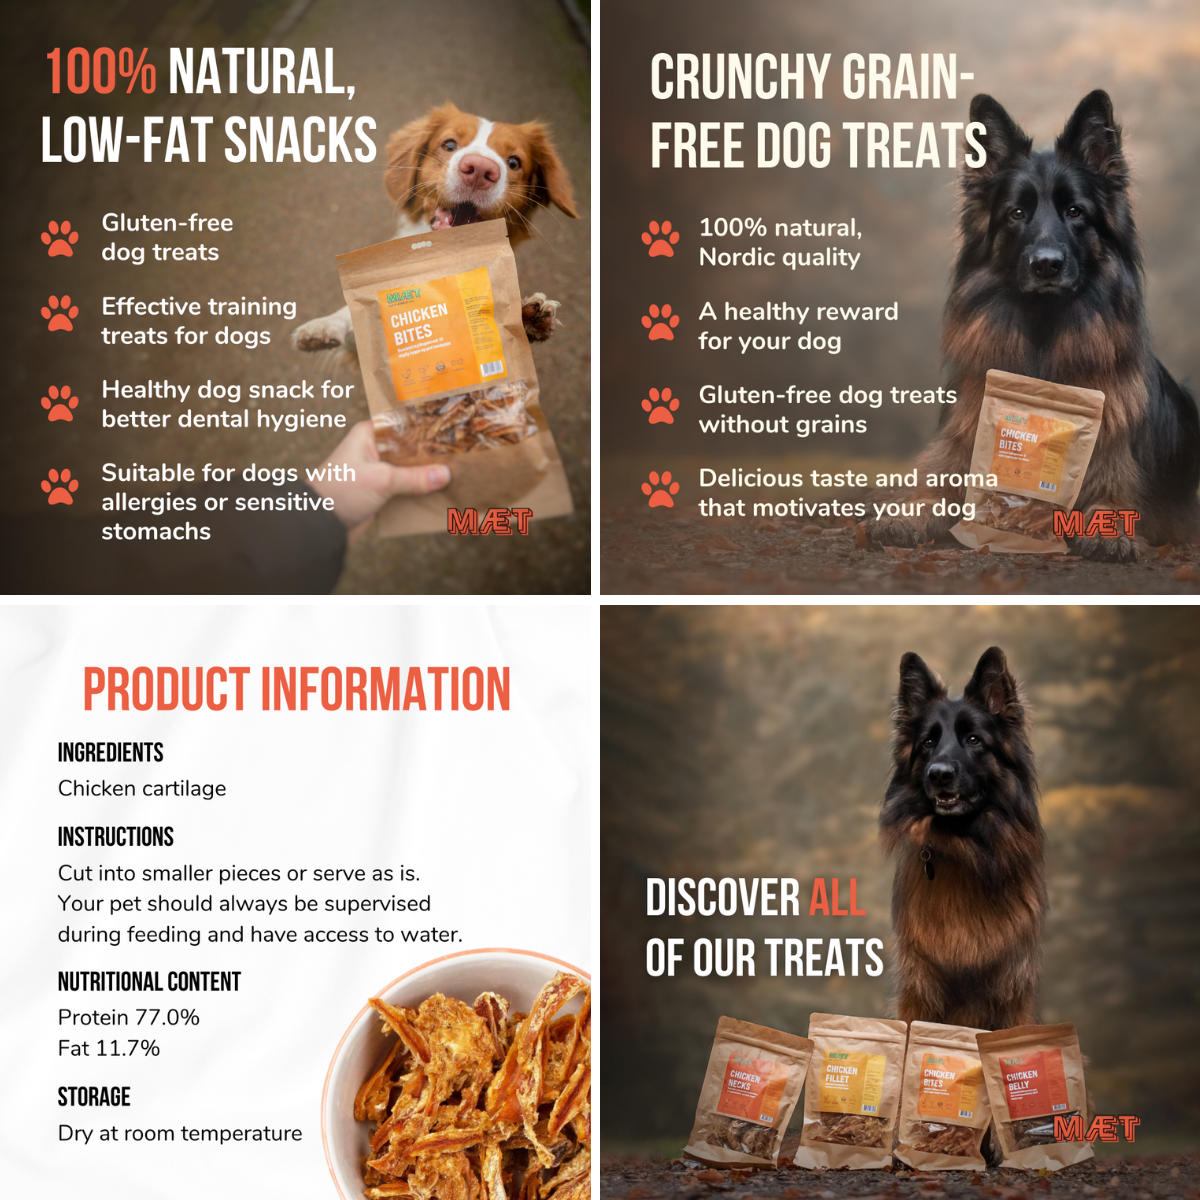 100% NATURAL,
LOW-FAT SNACKS
Gluten-free
dog treats
Effective training
treats for dogs
Healthy dog snack for
better dental hygiene
Suitable for dogs with
allergies or sensitive
stomachs
MÆT
CHICKEN
BITES
MÆT
CRUNCHY GRAIN-
FREE DOG TREATS
100% natural,
Nordic quality
A healthy reward
for your dog
Gluten-free dog treats
without grains
Delicious taste and aroma
that motivates your dog
MÆT
CHICKEN
BITES
MÆT
PRODUCT INFORMATION
INGREDIENTS
Chicken cartilage
INSTRUCTIONS
Cut into smaller pieces or serve as is.
Your pet should always be supervised
during feeding and have access to water.
NUTRITIONAL CONTENT
Protein 77.0%
Fat 11.7%
STORAGE
Dry at room temperature
DISCOVER ALL
OF OUR TREATS
CHICKEN
NECKS
CHICKEN
FILLET
CHICKEN
BITES
CHICKEN
BELLY
MÆT